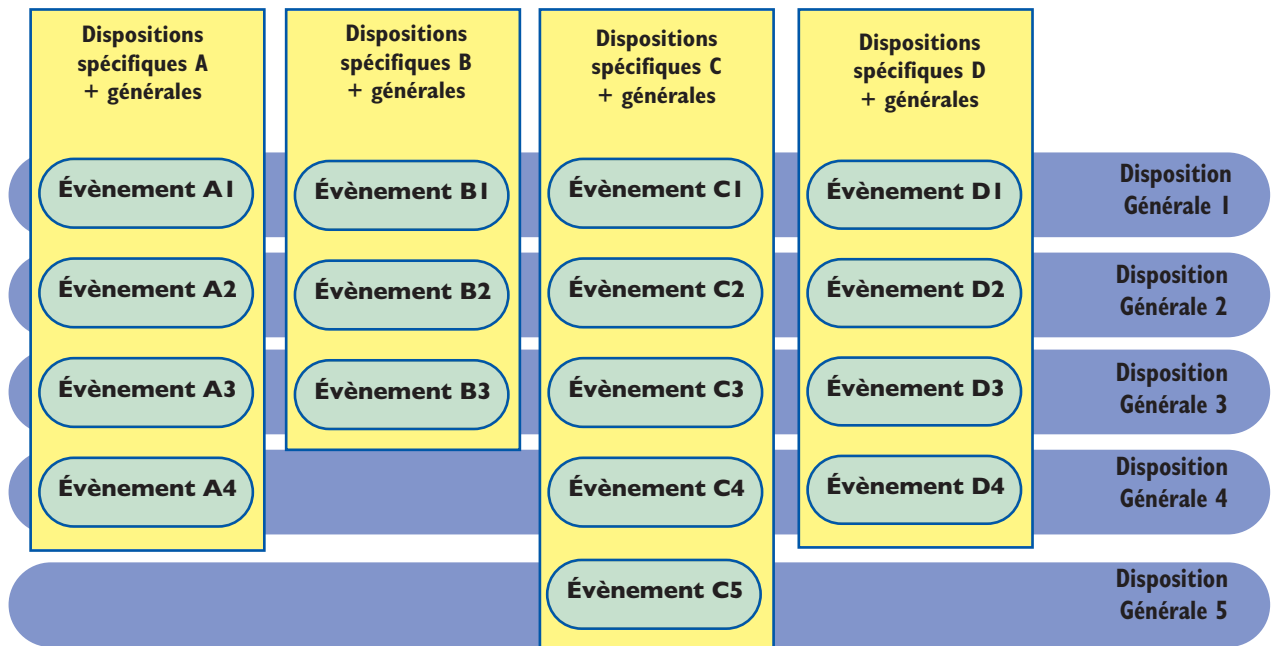 Dispositions
spécifiques A
+ générales
Dispositions
spécifiques B
+ générales
Dispositions
spécifiques C
+ générales
Dispositions
spécifiques D
+ générales
Évènement A1
Évènement B1
Évènement C1
Évènement D1
Disposition
Générale 1
Évènement A2
Évènement B2
Évènement C2
Évènement D2
Disposition
Générale 2
Évènement A3
Évènement B3
Évènement C3
Évènement D3
Disposition
Générale 3
Évènement A4
Évènement C4
Évènement D4
Disposition
Générale 4
Évènement C5
Disposition
Générale 5